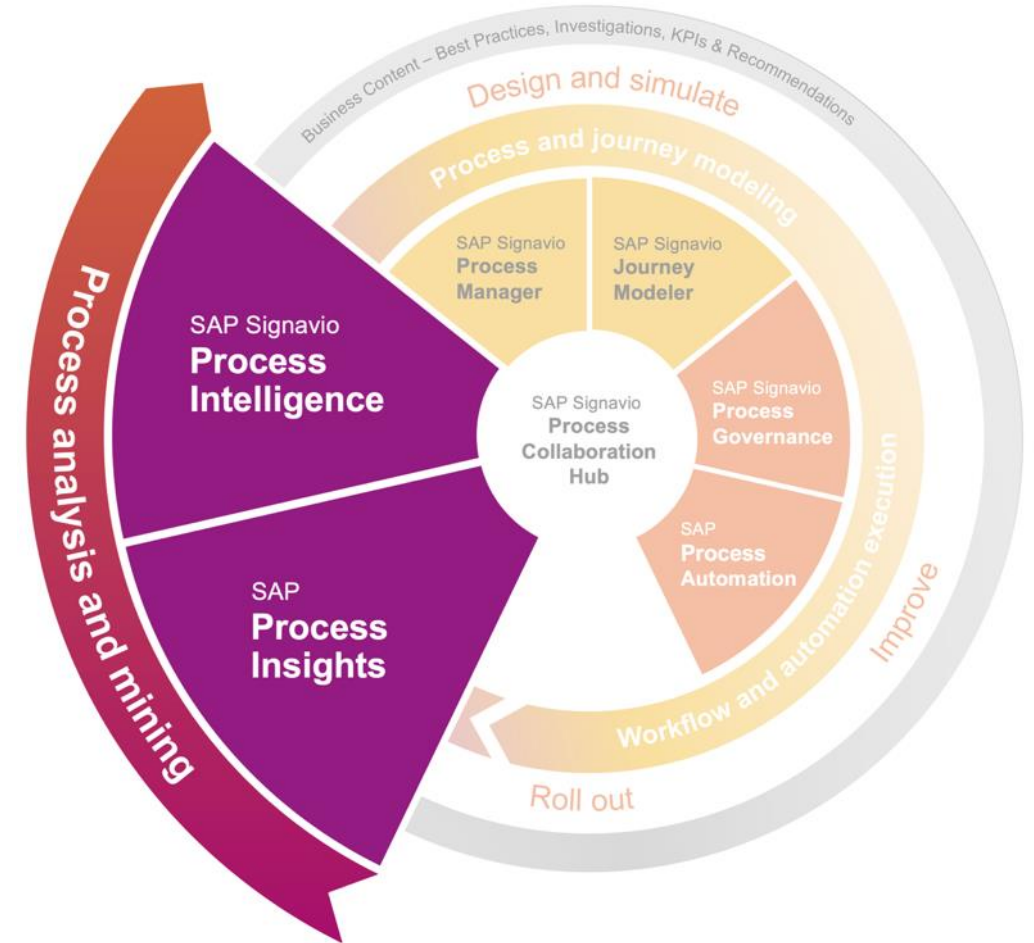 Business Content – Best Practices, Investigations, KPIs & Recommendations
Design and simulate
Process and journey modeling
SAP Signavio
Process
Manager
SAP Signavio
Journey
Modeler
Process analysis and mining
SAP Signavio
Process
Intelligence
SAP Signavio
Process
Collaboration
Hub
SAP Signavio
Process
Governance
SAP
Process
Automation
SAP
Process
Insights
Workflow and automation execution
Improve
Roll out